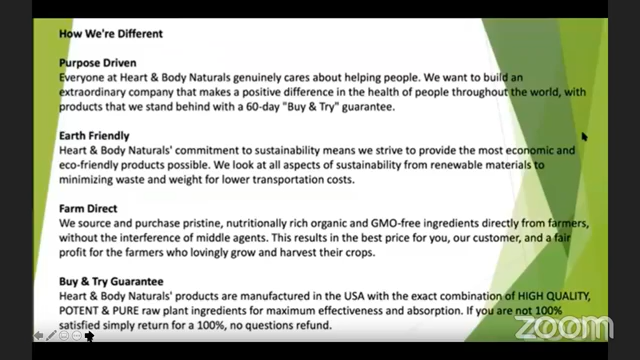 How We're Different
Purpose Driven
Everyone at Heart & Body Naturals genuinely cares about helping people. We want to build an
extraordinary company that makes a positive difference in the health of people throughout the world, with
products that we stand behind with a 60-day "Buy & Try" guarantee.
Earth Friendly
Heart & Body Naturals' commitment to sustainability means we strive to provide the most economic and
eco-friendly products possible. We look at all aspects of sustainability from renewable materials to
minimizing waste and weight for lower transportation costs.
Farm Direct
We source and purchase pristine, nutritionally rich organic and GMO-free ingredients directly from farmers,
without the interference of middle agents. This results in the best price for you, our customer, and a fair
profit for the farmers who lovingly grow and harvest their crops.
Buy & Try Guarantee
Heart & Body Naturals' products are manufactured in the USA with the exact combination of HIGH QUALITY,
POTENT & PURE raw plant ingredients for maximum effectiveness and absorption. If you are not 100%
satisfied simply return for a 100%, no questions refund.
zoom